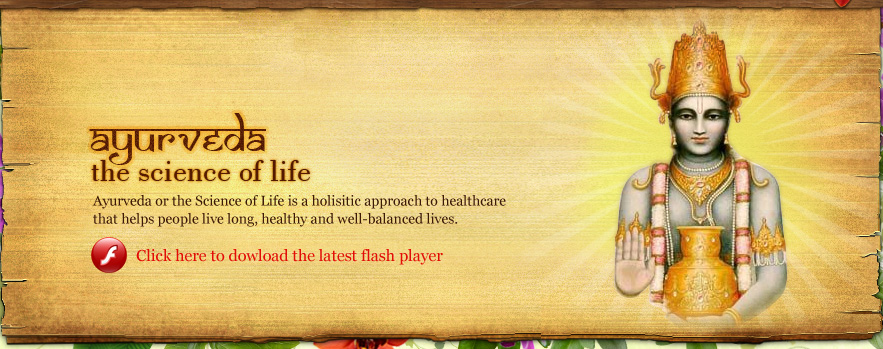 ayurveda
the science of life
Ayurveda or the Science of Life is a holisitic approach to healthcare
that helps people live long, healthy and well-balanced lives.
Click here to dowload the latest flash player